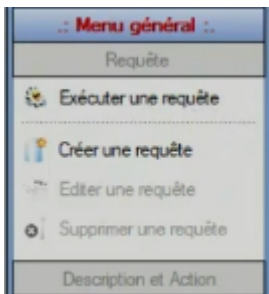 .: Menu général :.
Requête
Exécuter une requête
Créer une requête
Editer une requête
Supprimer une requête
Description et Action